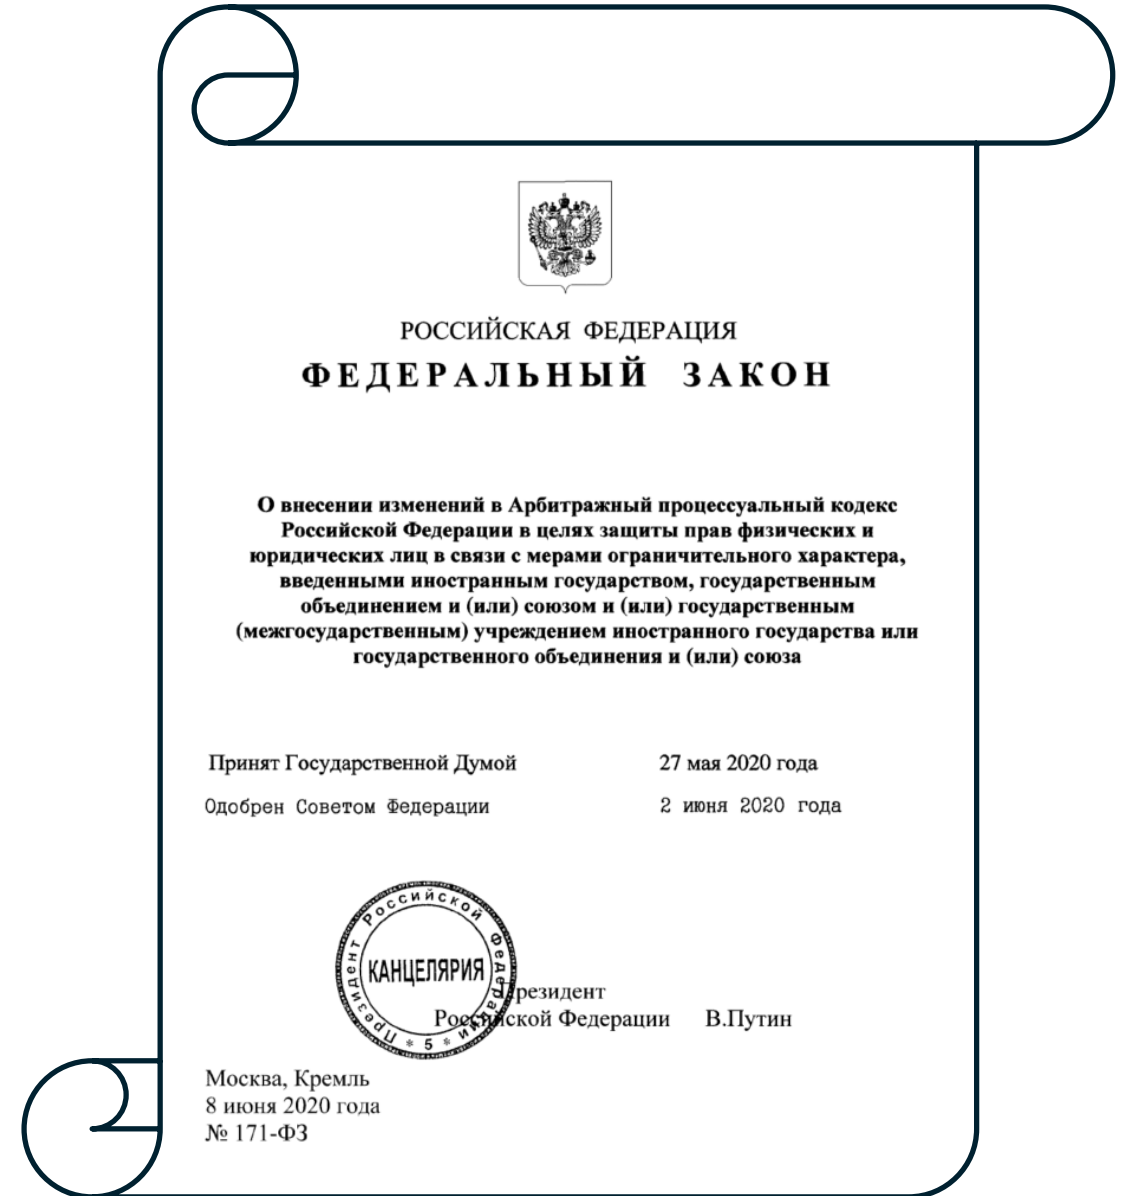 РОССИЙСКАЯ ФЕДЕРАЦИЯ
ФЕДЕРАЛЬНЫЙ ЗАКОН
О внесении изменений в Арбитражный процессуальный кодекс
Российской Федерации в целях защиты прав физических и
юридических лиц в связи с мерами ограничительного характера,
введенными иностранным государством, государственным
объединением и (или) союзом и (или) государственным
(межгосударственным) учреждением иностранного государства или
государственного объединения и (или) союза
Принят Государственной Думой 27 мая 2020 года
Одобрен Советом Федерации 2 июня 2020 года
Президент Российской Федерации
КАНЦЕЛЯРИЯ
* 5 *
Президент
Российской Федерации В.Путин
Москва, Кремль
8 июня 2020 года
№ 171-ФЗ